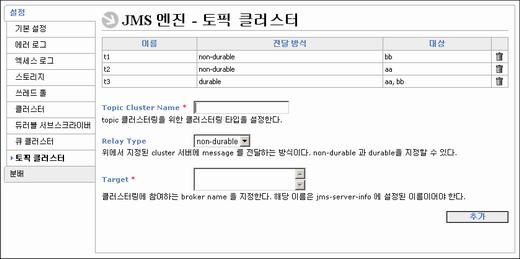 설정
기본 설정
에러 로그
엑세스 로그
스토리지
쓰레드 풀
클러스터
듀러블 서브스크라이버
큐 클러스터
토픽 클러스터
분배
JMS 엔진 - 토픽 클러스터
이름 전달 방식 대상
t1 non-durable bb
t2 non-durable aa
t3 durable aa, bb
Topic Cluster Name *
topic 클러스터링을 위한 클러스터링 타입을 설정한다.
Relay Type non-durable
위에서 지정된 cluster 서버에 message 를 전달하는 방식이다. non-durable 과 durable을 지정할 수 있다.
Target *
클러스터링에 참여하는 broker name 을 지정한다. 해당 이름은 jms-server-info 에 설정된 이름이어야 한다.
추가